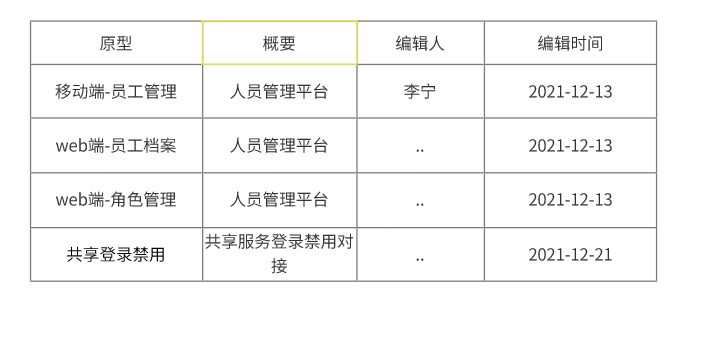 原型 概要 编辑人 编辑时间
移动端-员工管理 人员管理平台 李宁 2021-12-13
web端-员工档案 人员管理平台 .. 2021-12-13
web端-角色管理 人员管理平台 .. 2021-12-13
共享登录禁用 共享服务登录禁用对 .. 2021-12-21
接